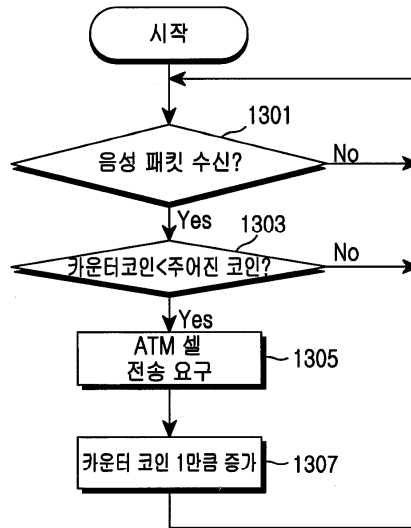 시작
1301
음성 패킷 수신?
No
Yes
1303
카운터코인<주어진 코인?
No
Yes
ATM 셀
전송 요구
1305
카운터 코인 1만큼 증가
1307